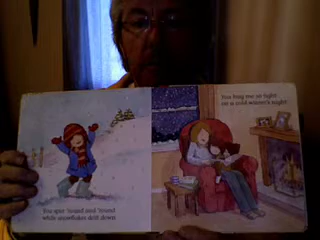 You spin 'round and 'round
while snowflakes drift down
You hug me so tight
on a cold winter's night.